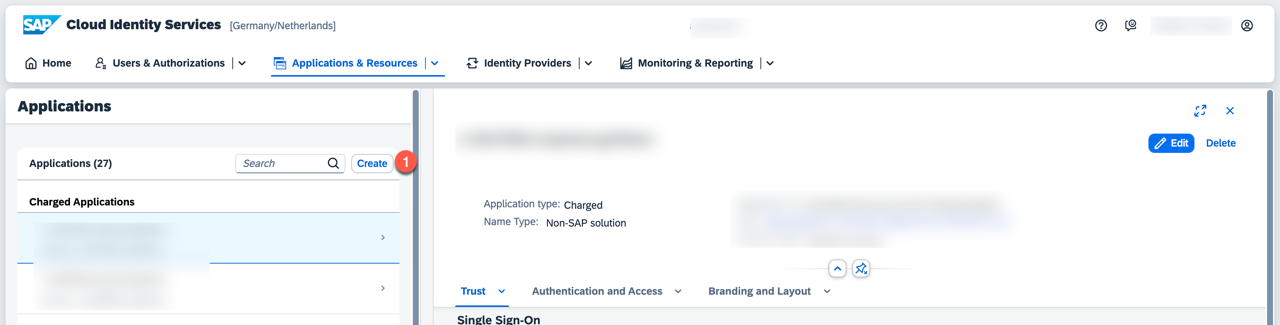 SAP Cloud Identity Services [Germany/Netherlands]
Home Users & Authorizations Applications & Resources Identity Providers Monitoring & Reporting
Applications
Applications (27) Search Create 1
Charged Applications
Edit Delete
Application type: Charged
Name Type: Non-SAP solution
Trust Authentication and Access Branding and Layout
Single Sign-On